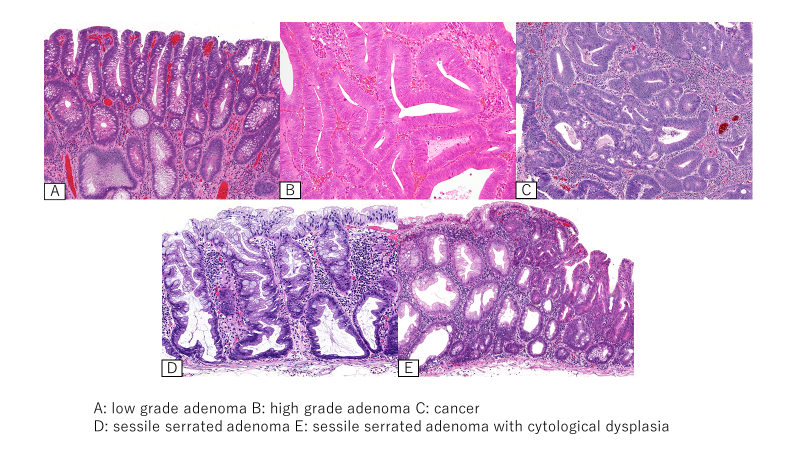 A
B
C
D
E
A: low grade adenoma B: high grade adenoma C: cancer
D: sessile serrated adenoma E: sessile serrated adenoma with cytological dysplasia